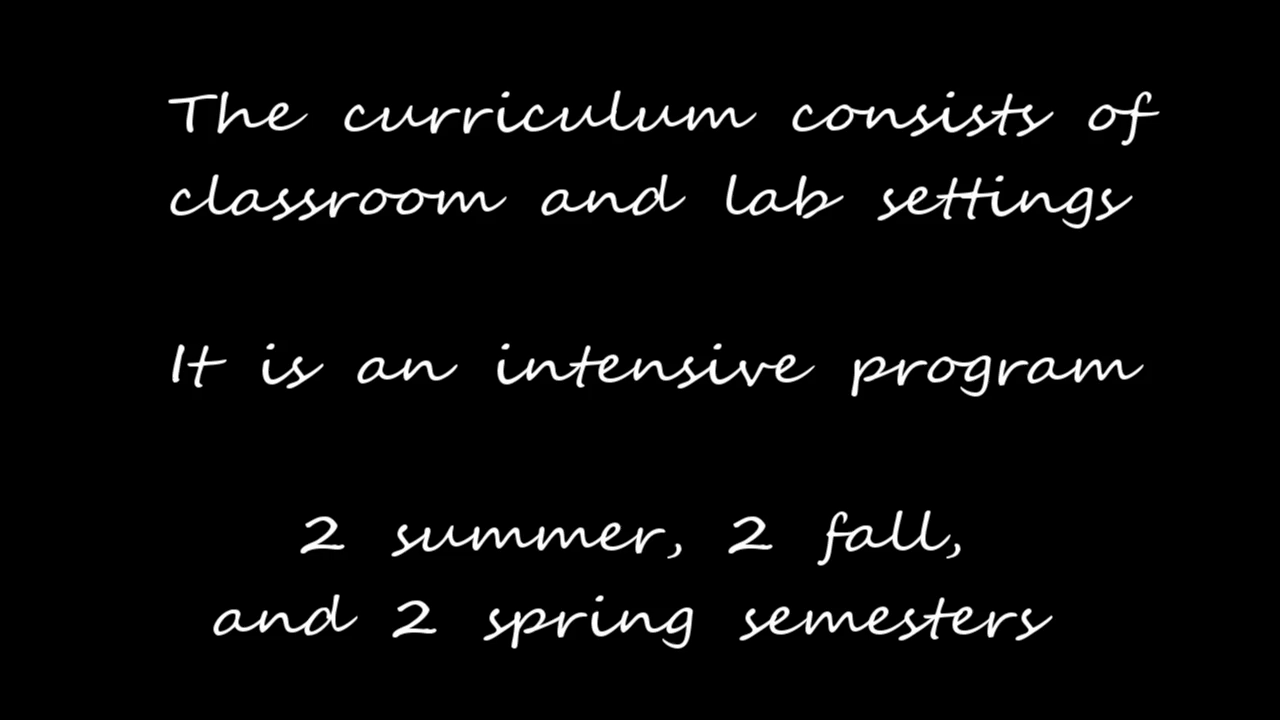 The curriculum consists of
classroom and lab settings
It is an intensive program
2 summer, 2 fall,
and 2 spring semesters